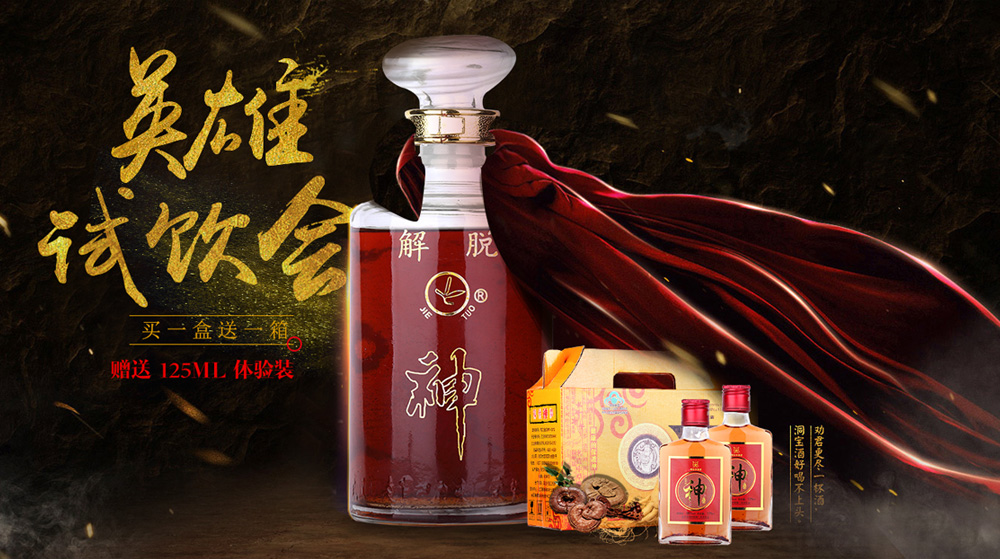 英雄
试饮会
买一盒送一箱
赠送 125ML 体验装
解 脱
®
JIE TUO
神
神
神
劝君更尽一杯酒
洞宝酒好喝不上头